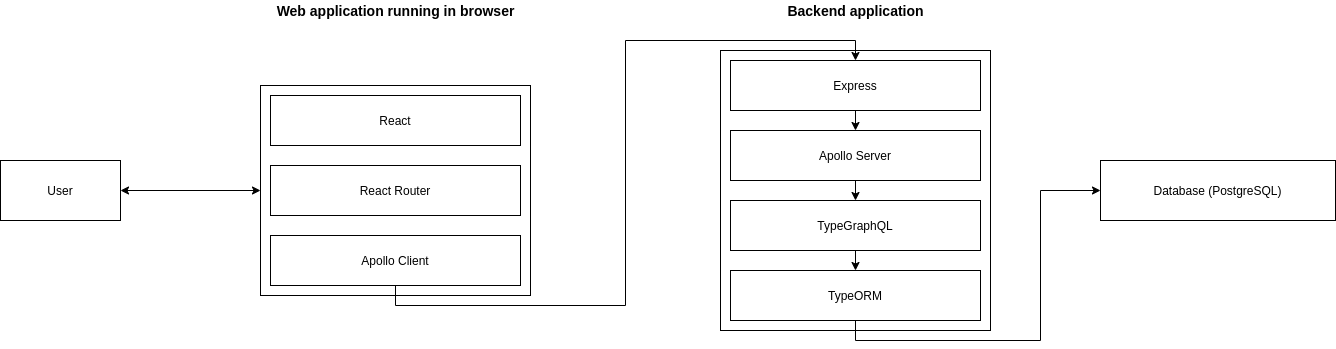 Web application running in browser
Backend application
User
React
React Router
Apollo Client
Express
Apollo Server
TypeGraphQL
TypeORM
Database (PostgreSQL)